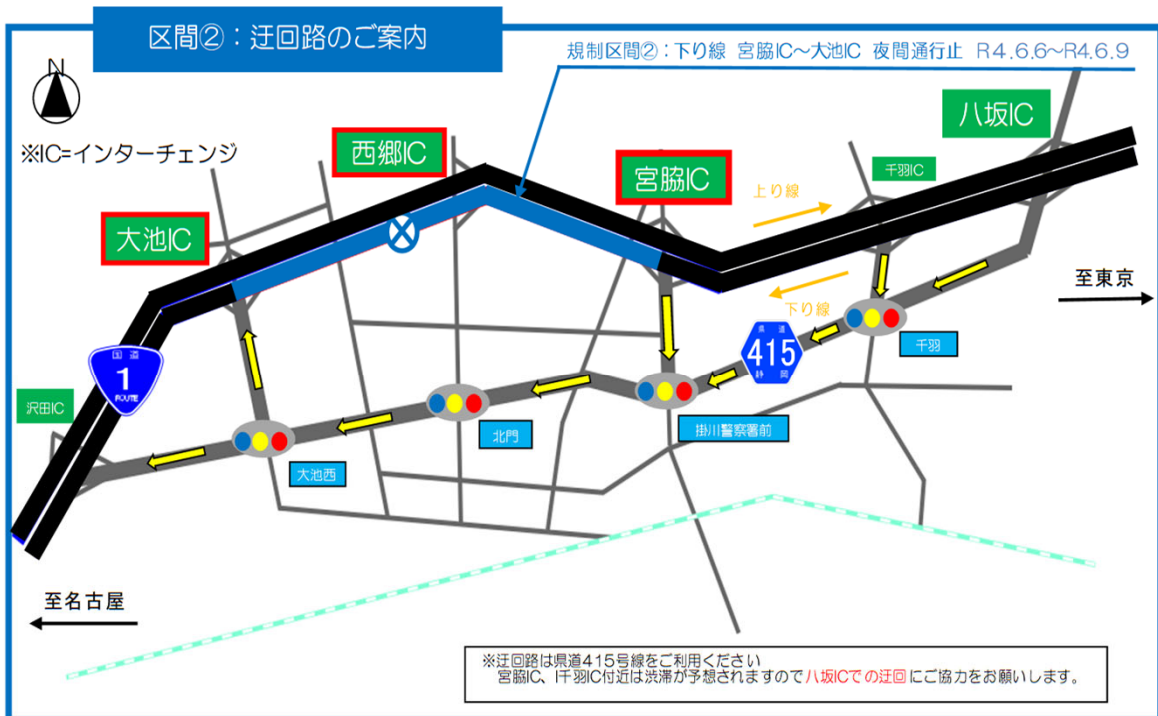 区間②：迂回路のご案内
規制区間②：下り線 宮脇IC～大池IC 夜間通行止 R4.6.6～R4.6.9
N
※IC=インターチェンジ
八坂IC
西郷IC
千羽IC
宮脇IC
大池IC
上り線
至東京
下り線
千羽
県道
415
静岡
国道
1
ROUTE
沢田IC
掛川警察署前
北門
大池西
至名古屋
※迂回路は県道415号線をご利用ください
宮脇IC、I千羽IC付近は渋滞が予想されますので八坂ICでの迂回にご協力をお願いします。